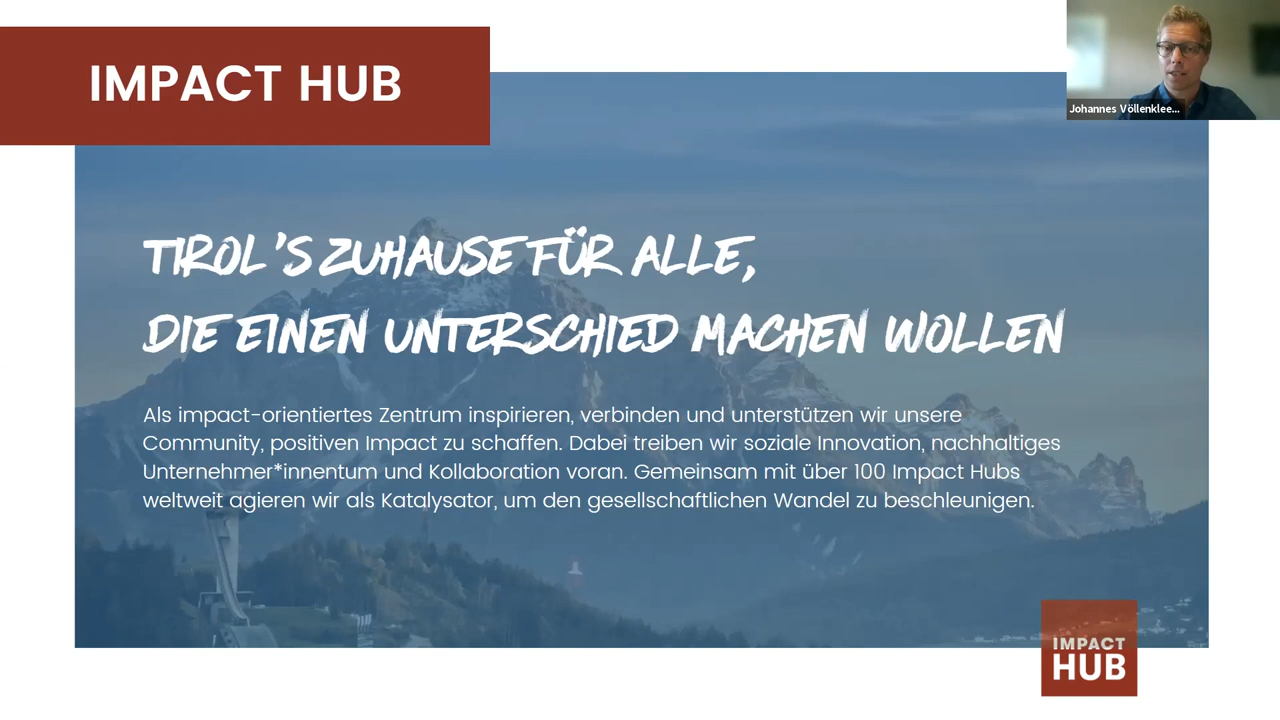 IMPACT HUB
Johannes Völlenklee...
TIROL'S ZUHAUSE FÜR ALLE,
DIE EINEN UNTERSCHIED MACHEN WOLLEN
Als impact-orientiertes Zentrum inspirieren, verbinden und unterstützen wir unsere
Community, positiven Impact zu schaffen. Dabei treiben wir soziale Innovation, nachhaltiges
Unternehmer*innentum und Kollaboration voran. Gemeinsam mit über 100 Impact Hubs
weltweit agieren wir als Katalysator, um den gesellschaftlichen Wandel zu beschleunigen.
IMPACT
HUB